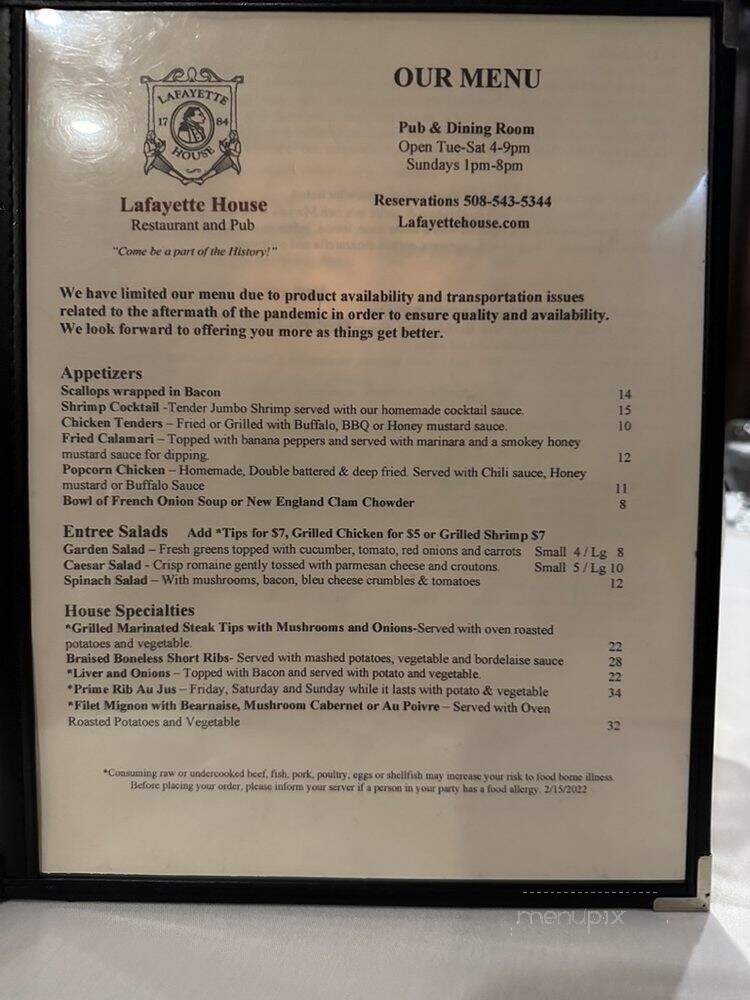 LAFAYETTE
17 84
HOUSE
Lafayette House
Restaurant and Pub
"Come be a part of the History!"
OUR MENU
Pub & Dining Room
Open Tue-Sat 4-9pm
Sundays 1pm-8pm
Reservations 508-543-5344
Lafayettehouse.com
We have limited our menu due to product availability and transportation issues
related to the aftermath of the pandemic in order to ensure quality and availability.
We look forward to offering you more as things get better.
Appetizers
Scallops wrapped in Bacon 14
Shrimp Cocktail -Tender Jumbo Shrimp served with our homemade cocktail sauce. 15
Chicken Tenders – Fried or Grilled with Buffalo, BBQ or Honey mustard sauce. 10
Fried Calamari – Topped with banana peppers and served with marinara and a smokey honey
mustard sauce for dipping. 12
Popcorn Chicken – Homemade, Double battered & deep fried. Served with Chili sauce, Honey
mustard or Buffalo Sauce 11
Bowl of French Onion Soup or New England Clam Chowder 8
Entree Salads Add *Tips for $7, Grilled Chicken for $5 or Grilled Shrimp $7
Garden Salad – Fresh greens topped with cucumber, tomato, red onions and carrots Small 4 / Lg 8
Caesar Salad - Crisp romaine gently tossed with parmesan cheese and croutons. Small 5 / Lg 10
Spinach Salad – With mushrooms, bacon, bleu cheese crumbles & tomatoes 12
House Specialties
*Grilled Marinated Steak Tips with Mushrooms and Onions-Served with oven roasted
potatoes and vegetable. 22
Braised Boneless Short Ribs- Served with mashed potatoes, vegetable and bordelaise sauce 28
*Liver and Onions – Topped with Bacon and served with potato and vegetable. 22
*Prime Rib Au Jus – Friday, Saturday and Sunday while it lasts with potato & vegetable 34
*Filet Mignon with Bearnaise, Mushroom Cabernet or Au Poivre – Served with Oven
Roasted Potatoes and Vegetable 32
*Consuming raw or undercooked beef, fish, pork, poultry, eggs or shellfish may increase your risk to food borne illness.
Before placing your order, please inform your server if a person in your party has a food allergy. 2/15/2022
menupix